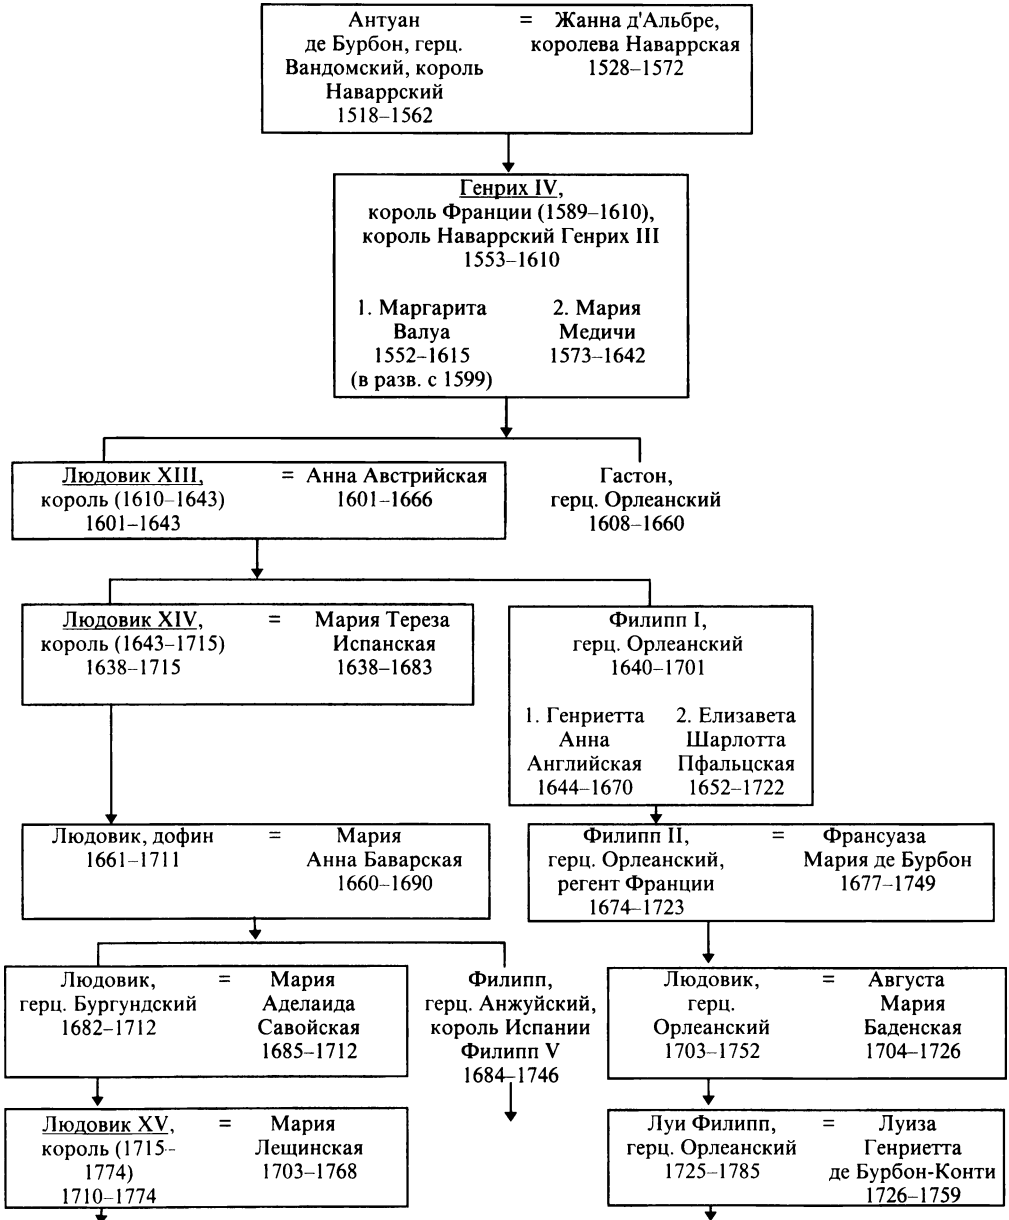 Антуан
де Бурбон, герц.
Вандомский, король
Наваррский
1518–1562
=
Жанна д'Альбре,
королева Наваррская
1528–1572
Генрих IV,
король Франции (1589–1610),
король Наваррский Генрих III
1553–1610
1. Маргарита
Валуа
1552–1615
(в разв. с 1599)
2. Мария
Медичи
1573–1642
Людовик XIII,
король (1610–1643)
1601–1643
=
Анна Австрийская
1601–1666
Гастон,
герц. Орлеанский
1608–1660
Людовик XIV,
король (1643–1715)
1638–1715
=
Мария Тереза
Испанская
1638–1683
Филипп I,
герц. Орлеанский
1640–1701
1. Генриетта
Анна
Английская
1644–1670
2. Елизавета
Шарлотта
Пфальцская
1652–1722
Людовик, дофин
1661–1711
=
Мария
Анна Баварская
1660–1690
Филипп II,
герц. Орлеанский,
регент Франции
1674–1723
=
Франсуаза
Мария де Бурбон
1677–1749
Людовик,
герц. Бургундский
1682–1712
=
Мария
Аделаида
Савойская
1685–1712
Филипп,
герц. Анжуйский,
король Испании
Филипп V
1684–1746
Людовик,
герц.
Орлеанский
1703–1752
=
Августа
Мария
Баденская
1704–1726
Людовик XV,
король (1715–
1774)
1710–1774
=
Мария
Лещинская
1703–1768
Луи Филипп,
герц. Орлеанский
1725–1785
=
Луиза
Генриетта
де Бурбон-Конти
1726–1759